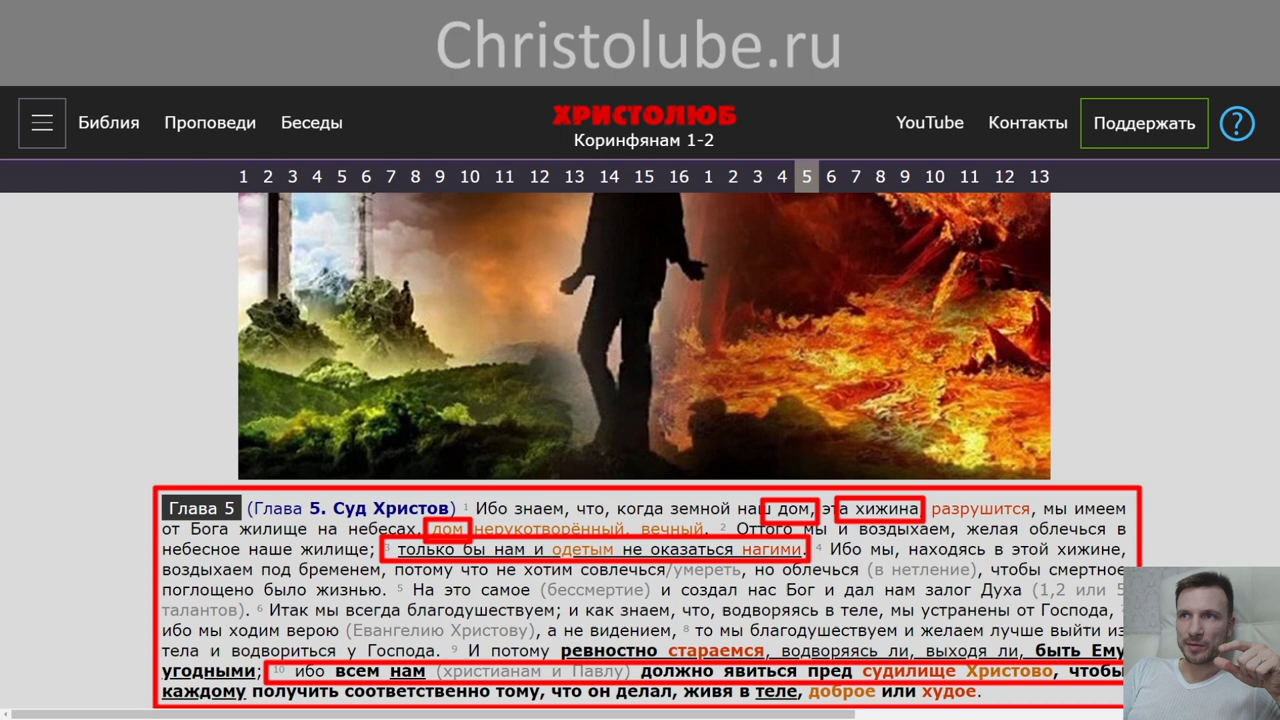 Christolube.ru
Библия Проповеди Беседы ХРИСТОЛЮБ YouTube Контакты Поддержать ?
Коринфянам 1-2
1 2 3 4 5 6 7 8 9 10 11 12 13 14 15 16 1 2 3 4 5 6 7 8 9 10 11 12 13
Глава 5 (Глава 5. Суд Христов) 1 Ибо знаем, что, когда земной наш дом, эта хижина, разрушится, мы имеем
от Бога жилище на небесах, дом нерукотворённый, вечный. 2 Оттого мы и воздыхаем, желая облечься в
небесное наше жилище; 3 только бы нам и одетым не оказаться нагими. 4 Ибо мы, находясь в этой хижине,
воздыхаем под бременем, потому что не хотим совлечься/умереть, но облечься (в нетление), чтобы смертное
поглощено было жизнью. 5 На это самое (бессмертие) и создал нас Бог и дал нам залог Духа (1,2 или 5
талантов). 6 Итак мы всегда благодушествуем; и как знаем, что, водворяясь в теле, мы устранены от Господа, 7
ибо мы ходим верою (Евангелию Христову), а не видением, 8 то мы благодушествуем и желаем лучше выйти из
тела и водвориться у Господа. 9 И потому ревностно стараемся, водворяясь ли, выходя ли, быть Ему
угодными; 10 ибо всем нам (христианам и Павлу) должно явиться пред судилище Христово, чтобы
каждому получить соответственно тому, что он делал, живя в теле, доброе или худое.